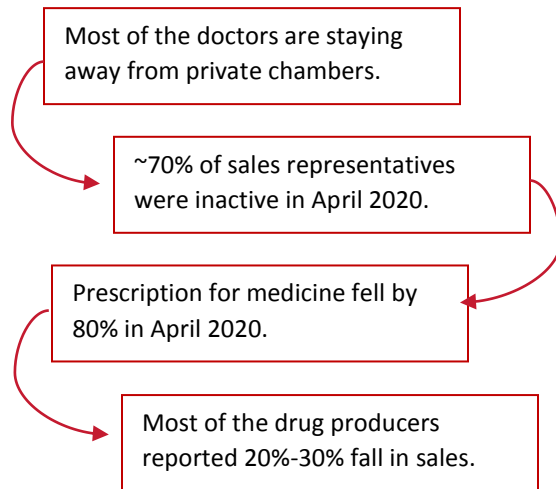 Most of the doctors are staying
away from private chambers.
~70% of sales representatives
were inactive in April 2020.
Prescription for medicine fell by
80% in April 2020.
Most of the drug producers
reported 20%-30% fall in sales.